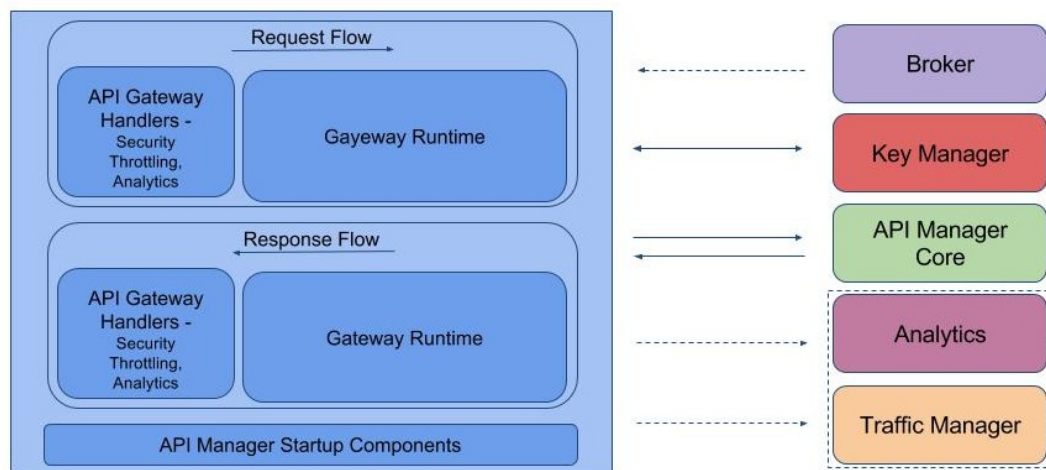 Request Flow
API Gateway
Handlers -
Security
Throttling,
Analytics
Gayeway Runtime
Response Flow
API Gateway
Handlers -
Security
Throttling,
Analytics
Gateway Runtime
API Manager Startup Components
Broker
Key Manager
API Manager
Core
Analytics
Traffic Manager